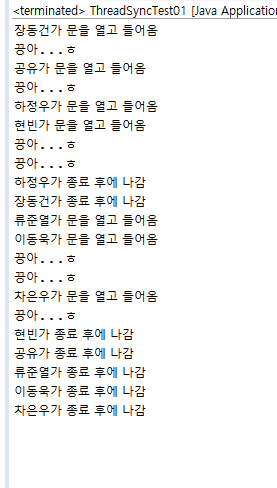 <terminated> ThreadSyncTest01 [Java Application
장동건가 문을 열고 들어옴
끙아...ㅎ
공유가 문을 열고 들어옴
끙아...ㅎ
하정우가 문을 열고 들어옴
현빈가 문을 열고 들어옴
끙아...ㅎ
끙아...ㅎ
하정우가 종료 후에 나감
장동건가 종료 후에 나감
류준열가 문을 열고 들어옴
이동욱가 문을 열고 들어옴
끙아...ㅎ
끙아...ㅎ
차은우가 문을 열고 들어옴
끙아...ㅎ
현빈가 종료 후에 나감
공유가 종료 후에 나감
류준열가 종료 후에 나감
이동욱가 종료 후에 나감
차은우가 종료 후에 나감